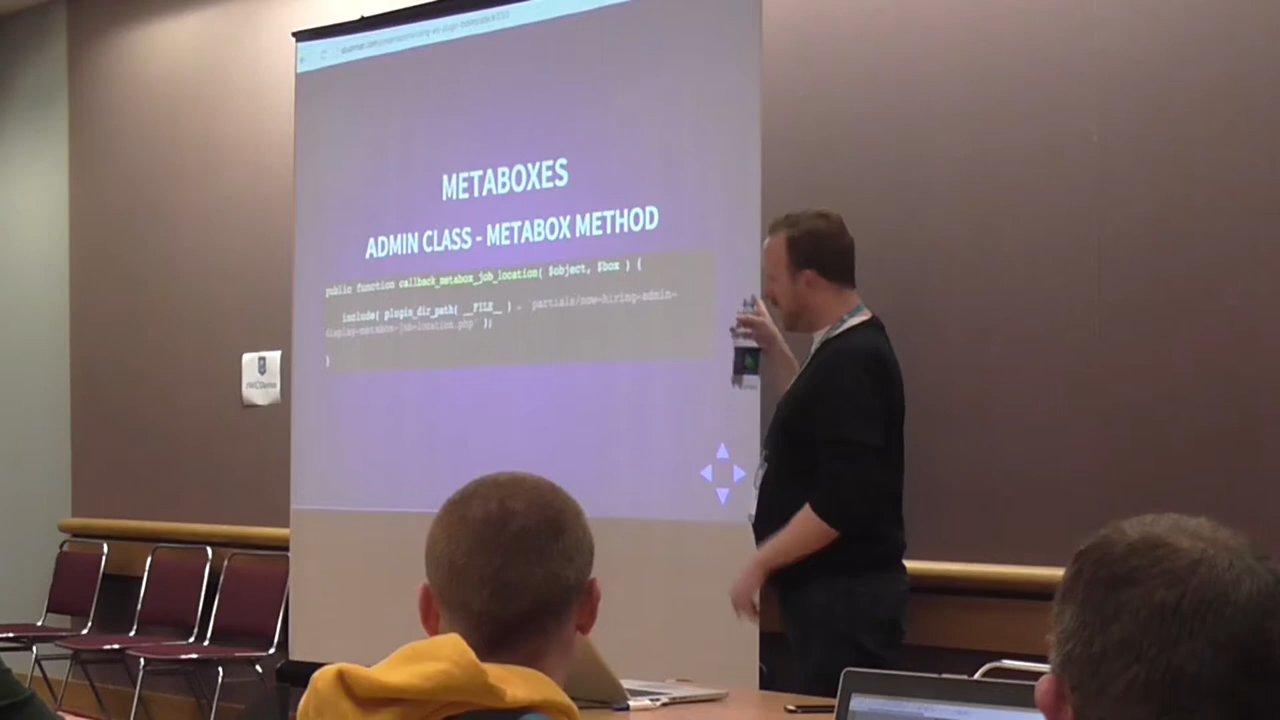 METABOXES
ADMIN CLASS - METABOX METHOD
public function callback_metabox_job_location( $object, $box ) {
include( plugin_dir_path( __FILE__ ) . 'partials/now-hiring-admin-
display-metabox-job-location.php' );
}